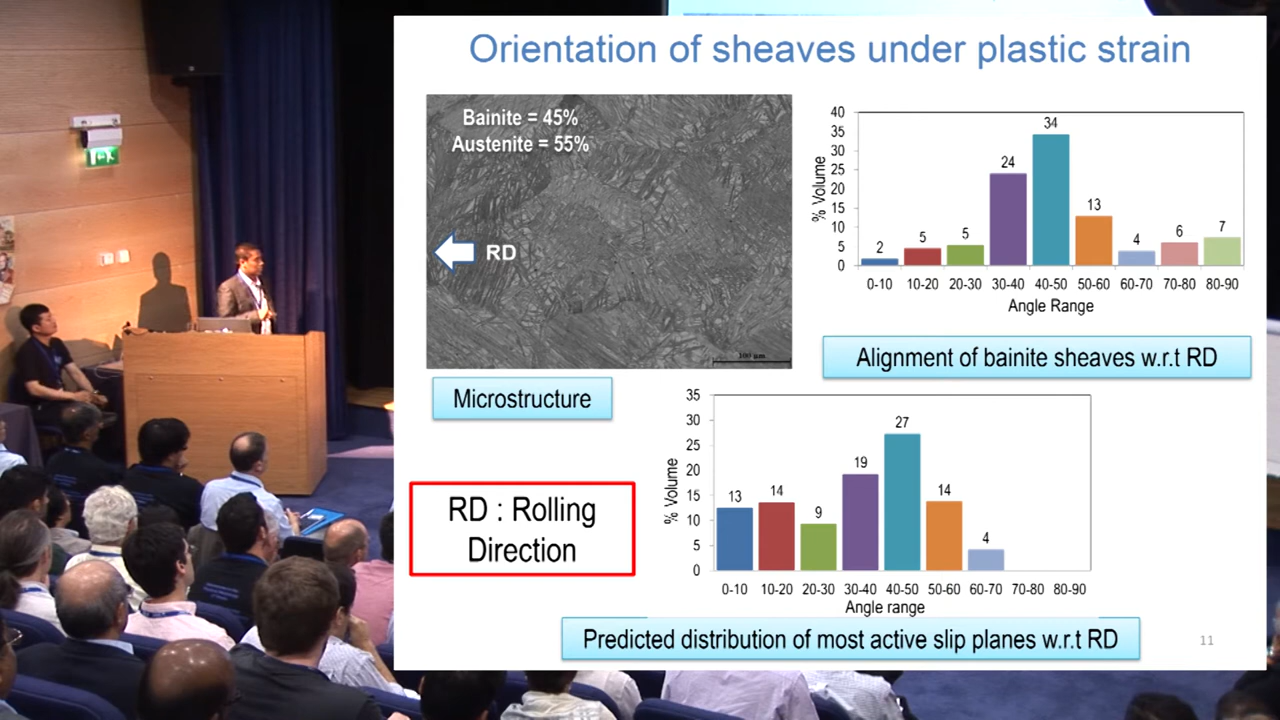 Orientation of sheaves under plastic strain
Bainite = 45%
Austenite = 55%
RD
100 μm
Microstructure
RD : Rolling
Direction
40
35
30
25
20
15
10
5
0
% Volume
2
5
5
24
34
13
4
6
7
0-10 10-20 20-30 30-40 40-50 50-60 60-70 70-80 80-90
Angle Range
Alignment of bainite sheaves w.r.t RD
35
30
25
20
15
10
5
0
% Volume
13
14
9
19
27
14
4
0-10 10-20 20-30 30-40 40-50 50-60 60-70 70-80 80-90
Angle range
Predicted distribution of most active slip planes w.r.t RD
11